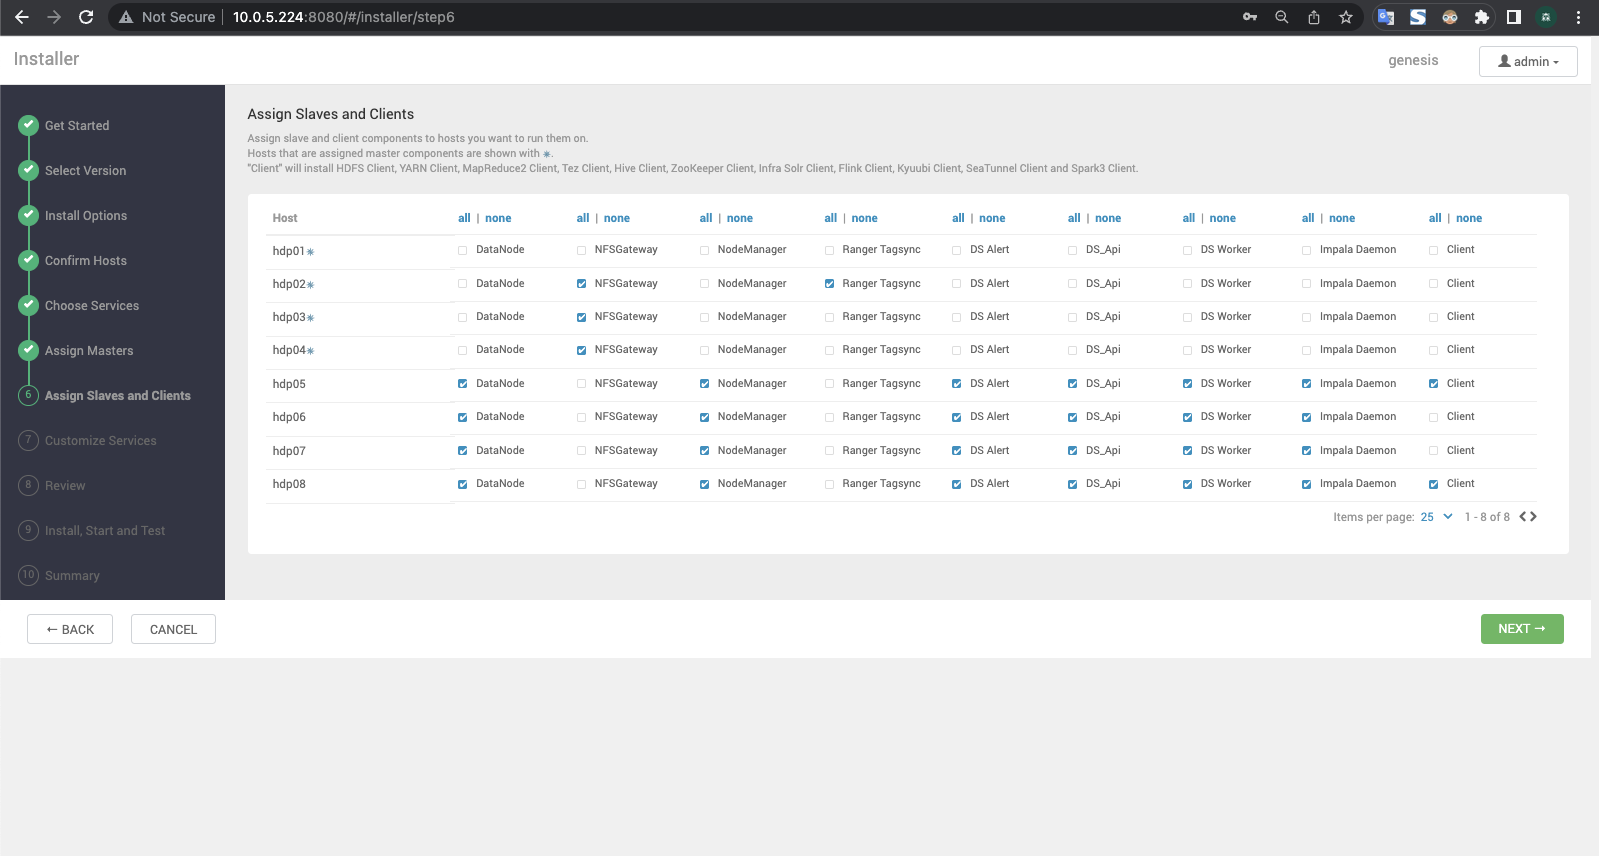 Not Secure | 10.0.5.224:8080/#/installer/step6
Installer
genesis
admin
Get Started
Select Version
Install Options
Confirm Hosts
Choose Services
Assign Masters
6 Assign Slaves and Clients
7 Customize Services
8 Review
9 Install, Start and Test
10 Summary
Assign Slaves and Clients
Assign slave and client components to hosts you want to run them on.
Hosts that are assigned master components are shown with ✷.
"Client" will install HDFS Client, YARN Client, MapReduce2 Client, Tez Client, Hive Client, ZooKeeper Client, Infra Solr Client, Flink Client, Kyuubi Client, SeaTunnel Client and Spark3 Client.
Host all | none all | none all | none all | none all | none all | none all | none all | none all | none
hdp01✷ DataNode NFSGateway NodeManager Ranger Tagsync DS Alert DS_Api DS Worker Impala Daemon Client
hdp02✷ DataNode NFSGateway NodeManager Ranger Tagsync DS Alert DS_Api DS Worker Impala Daemon Client
hdp03✷ DataNode NFSGateway NodeManager Ranger Tagsync DS Alert DS_Api DS Worker Impala Daemon Client
hdp04✷ DataNode NFSGateway NodeManager Ranger Tagsync DS Alert DS_Api DS Worker Impala Daemon Client
hdp05 DataNode NFSGateway NodeManager Ranger Tagsync DS Alert DS_Api DS Worker Impala Daemon Client
hdp06 DataNode NFSGateway NodeManager Ranger Tagsync DS Alert DS_Api DS Worker Impala Daemon Client
hdp07 DataNode NFSGateway NodeManager Ranger Tagsync DS Alert DS_Api DS Worker Impala Daemon Client
hdp08 DataNode NFSGateway NodeManager Ranger Tagsync DS Alert DS_Api DS Worker Impala Daemon Client
Items per page: 25 1 - 8 of 8
← BACK
CANCEL
NEXT →